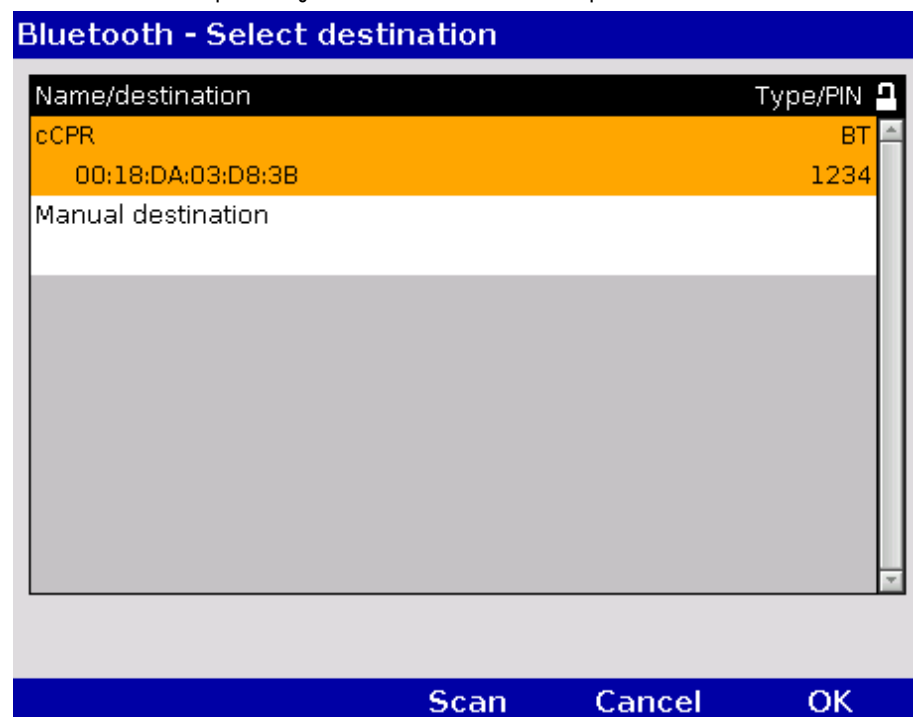 Bluetooth - Select destination
Name/destination Type/PIN
cCPR BT
00:18:DA:03:D8:3B 1234
Manual destination
Scan Cancel OK